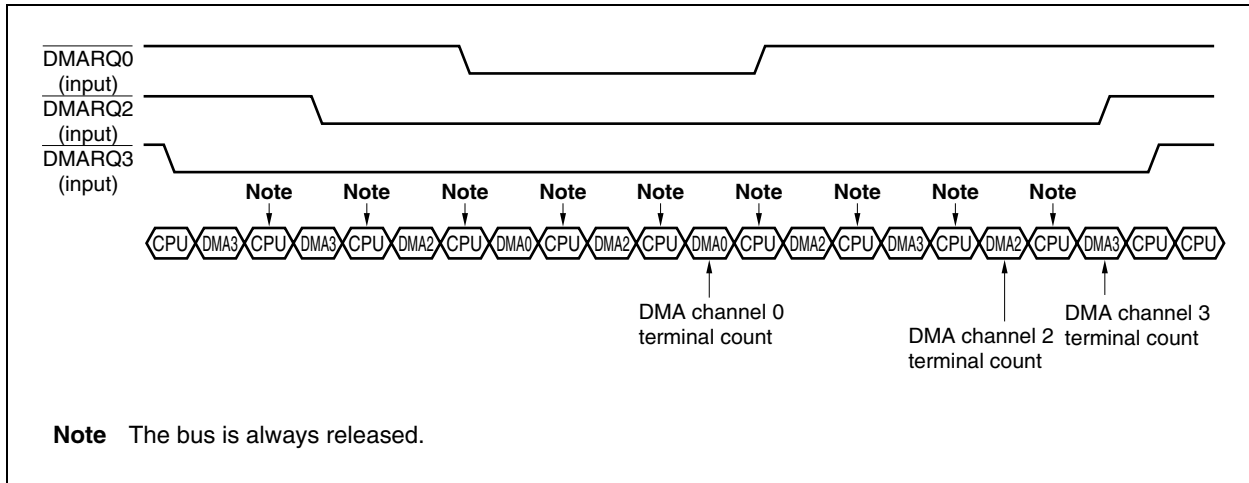 DMARQ0
(input)
DMARQ2
(input)
DMARQ3
(input)
Note Note Note Note Note Note Note Note Note
CPU DMA3 CPU DMA3 CPU DMA2 CPU DMA0 CPU DMA2 CPU DMA0 CPU DMA2 CPU DMA3 CPU DMA2 CPU DMA3 CPU CPU
DMA channel 0
terminal count
DMA channel 2
terminal count
DMA channel 3
terminal count
Note The bus is always released.